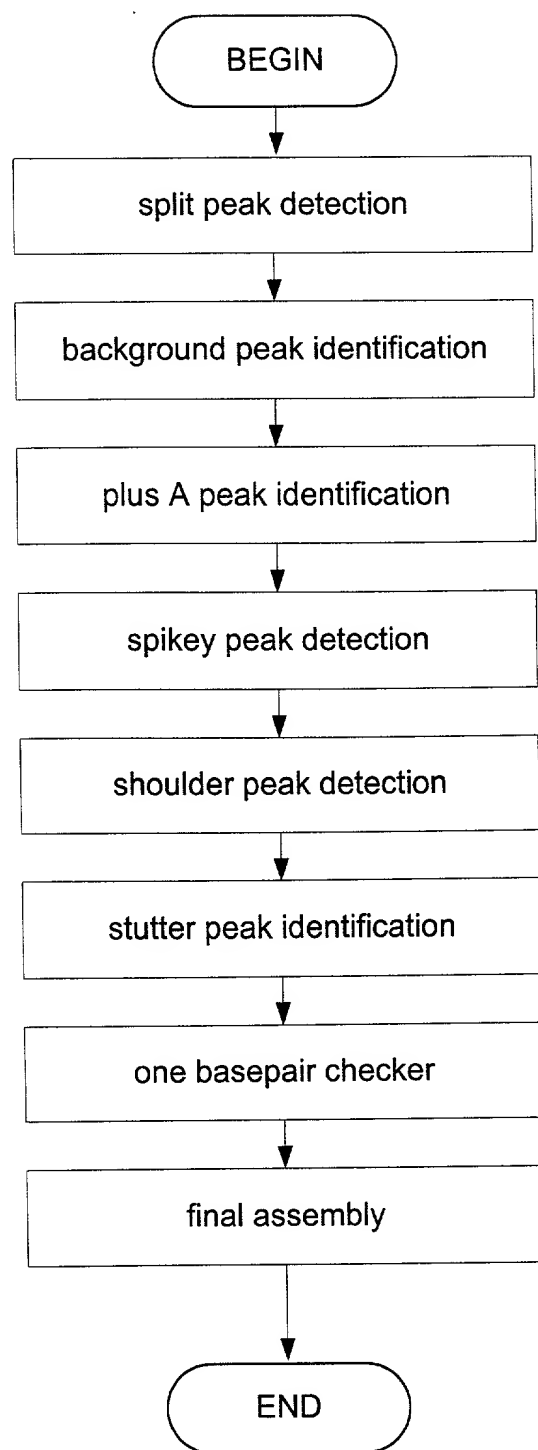 BEGIN
split peak detection
background peak identification
plus A peak identification
spikey peak detection
shoulder peak detection
stutter peak identification
one basepair checker
final assembly
END